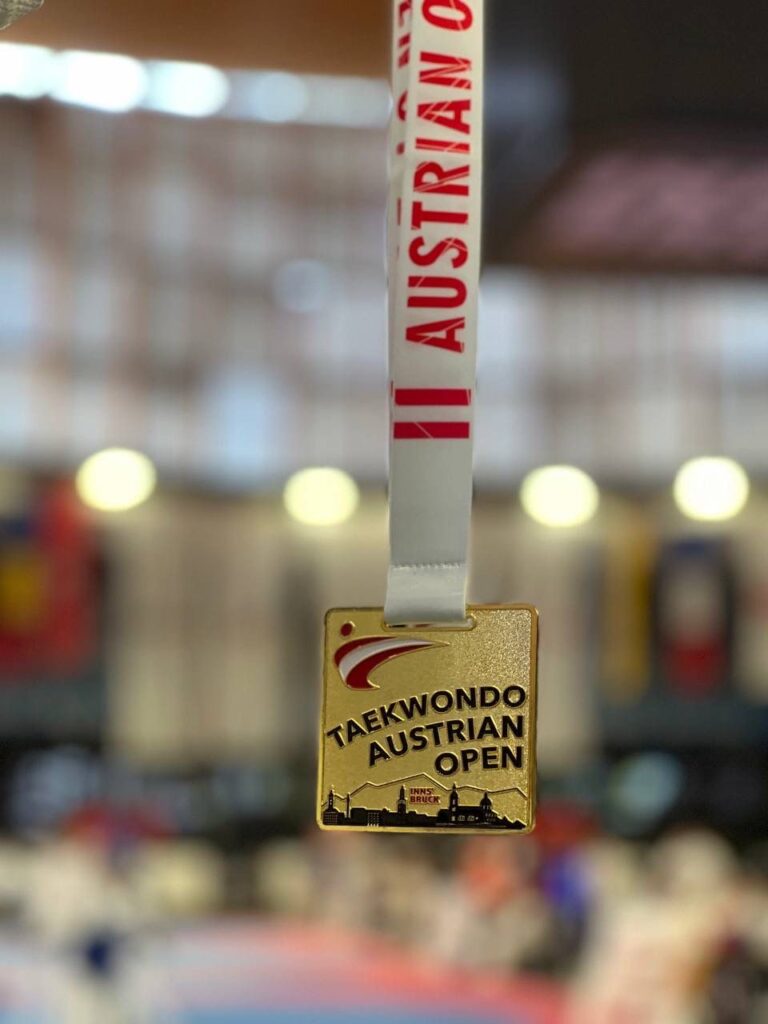 AUSTRIAN O
TAEKWONDO
AUSTRIAN
OPEN
INNS'
BRUCK